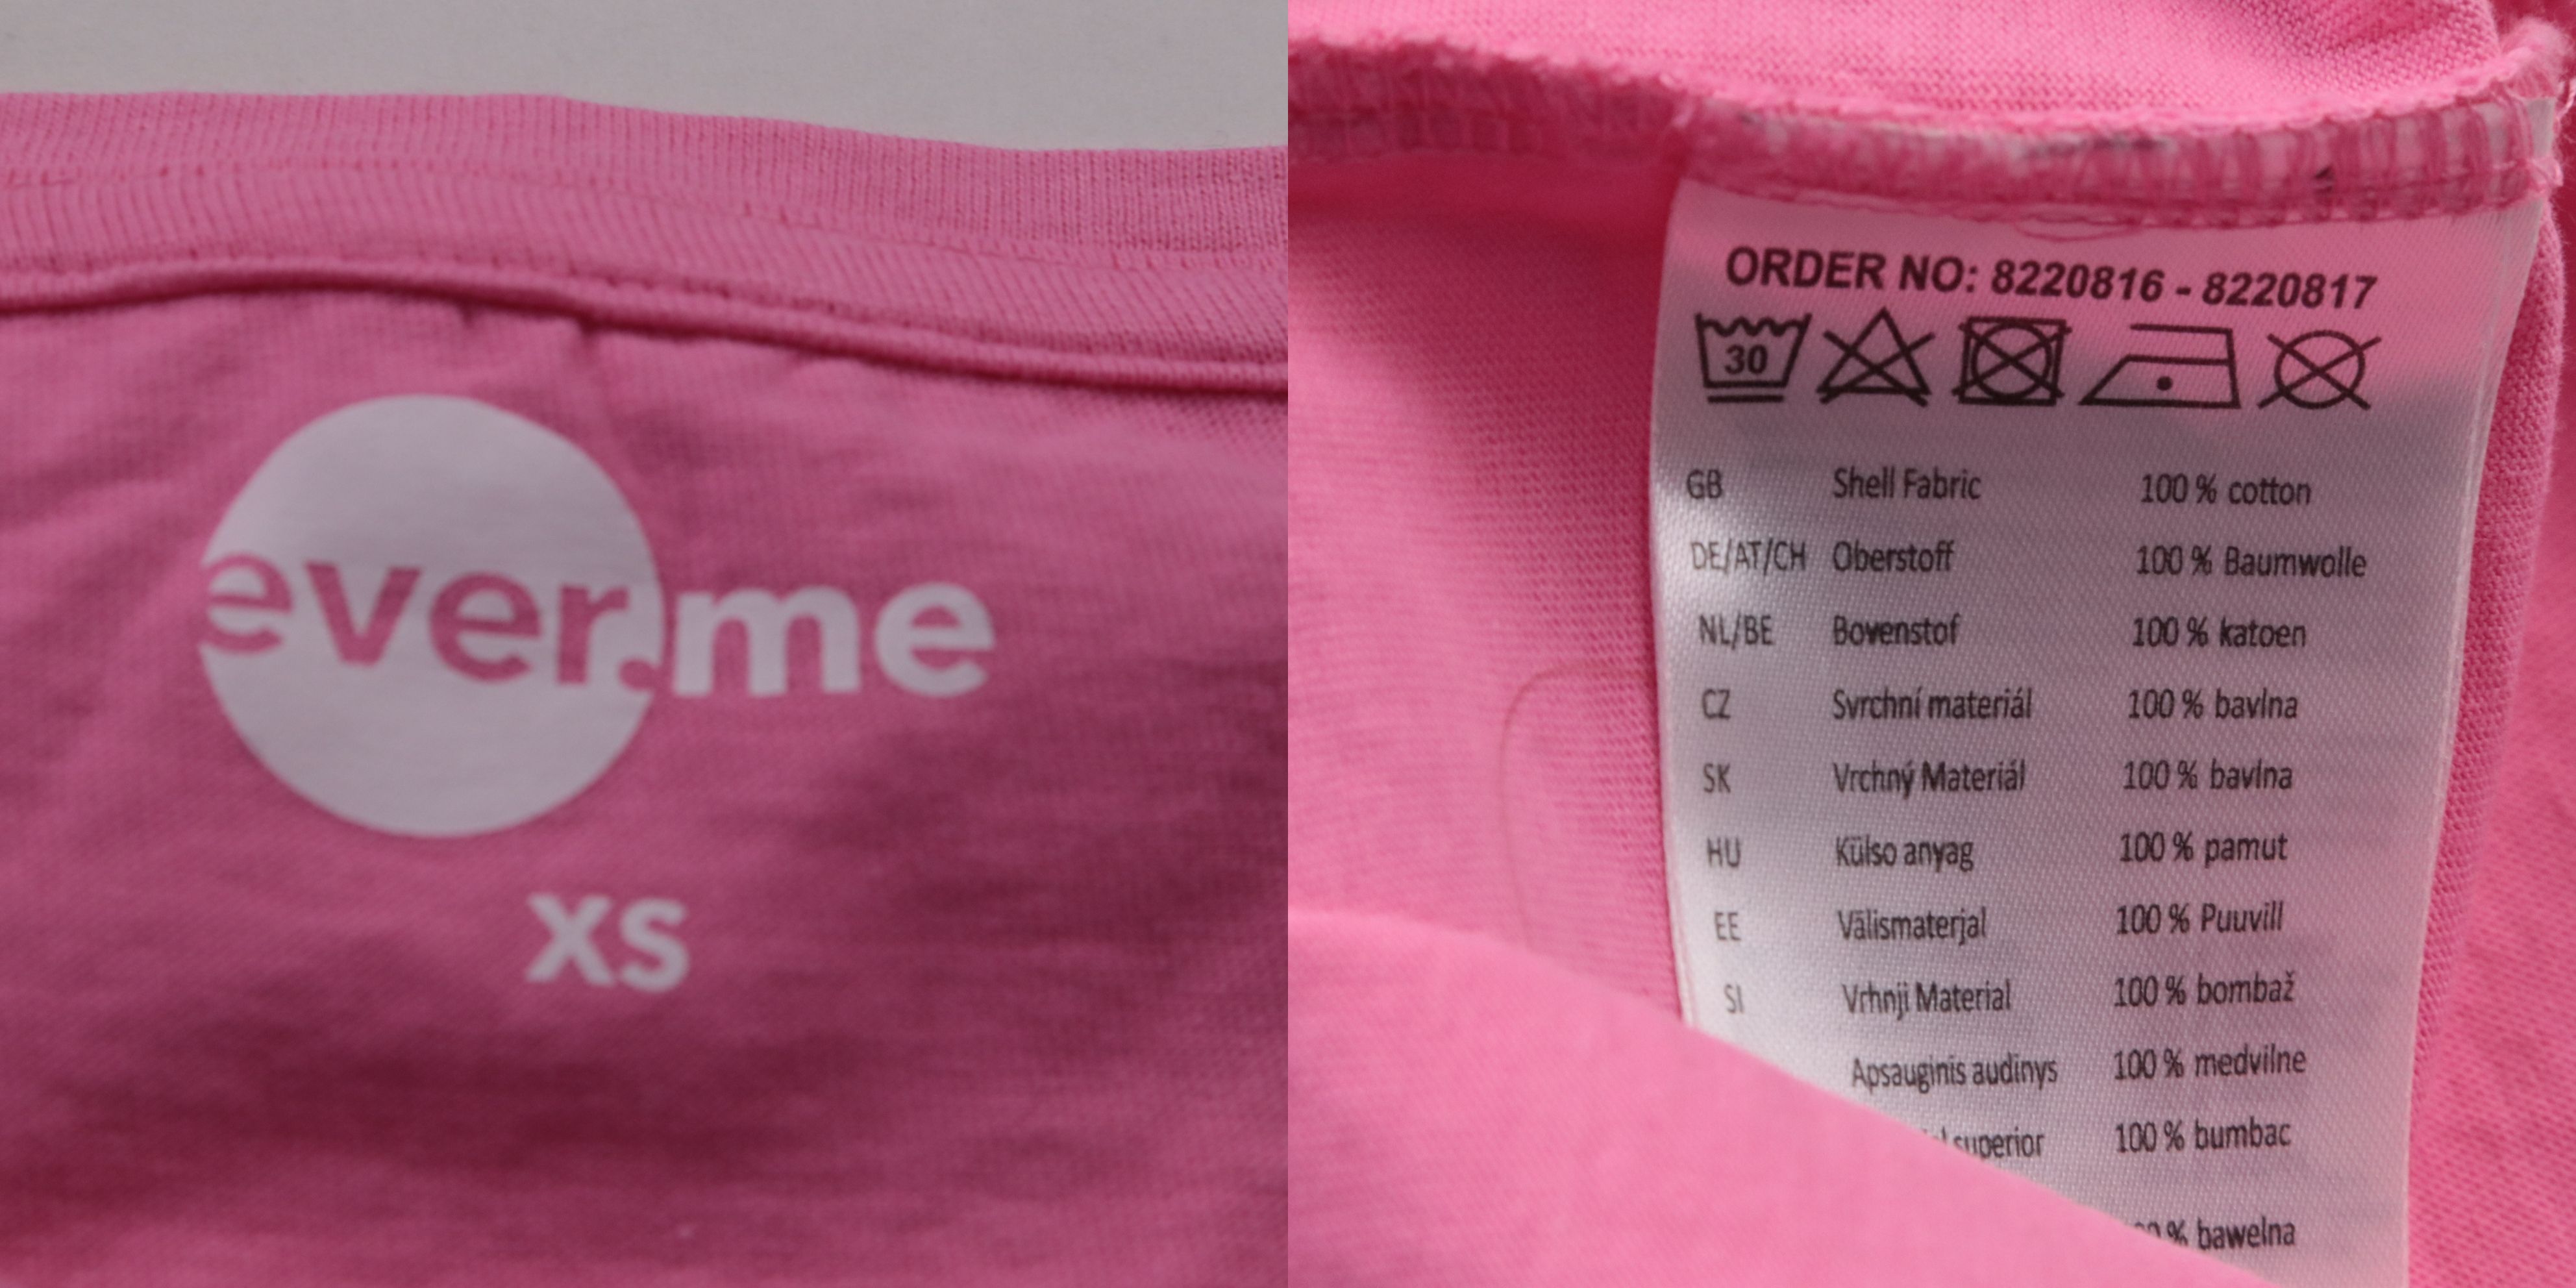 ever.me
XS
ORDER NO: 8220816 - 8220817
30
GB Shell Fabric 100 % cotton
DE/AT/CH Oberstoff 100 % Baumwolle
NL/BE Bovenstof 100 % katoen
CZ Svrchní materiál 100 % bavlna
SK Vrchný Materiál 100 % bavlna
HU Külso anyag 100 % pamut
EE Välismaterjal 100 % Puuvill
SI Vrhnji Material 100 % bombaž
Apsauginis audinys 100 % medvilne
superior 100 % bumbac
% bawelna